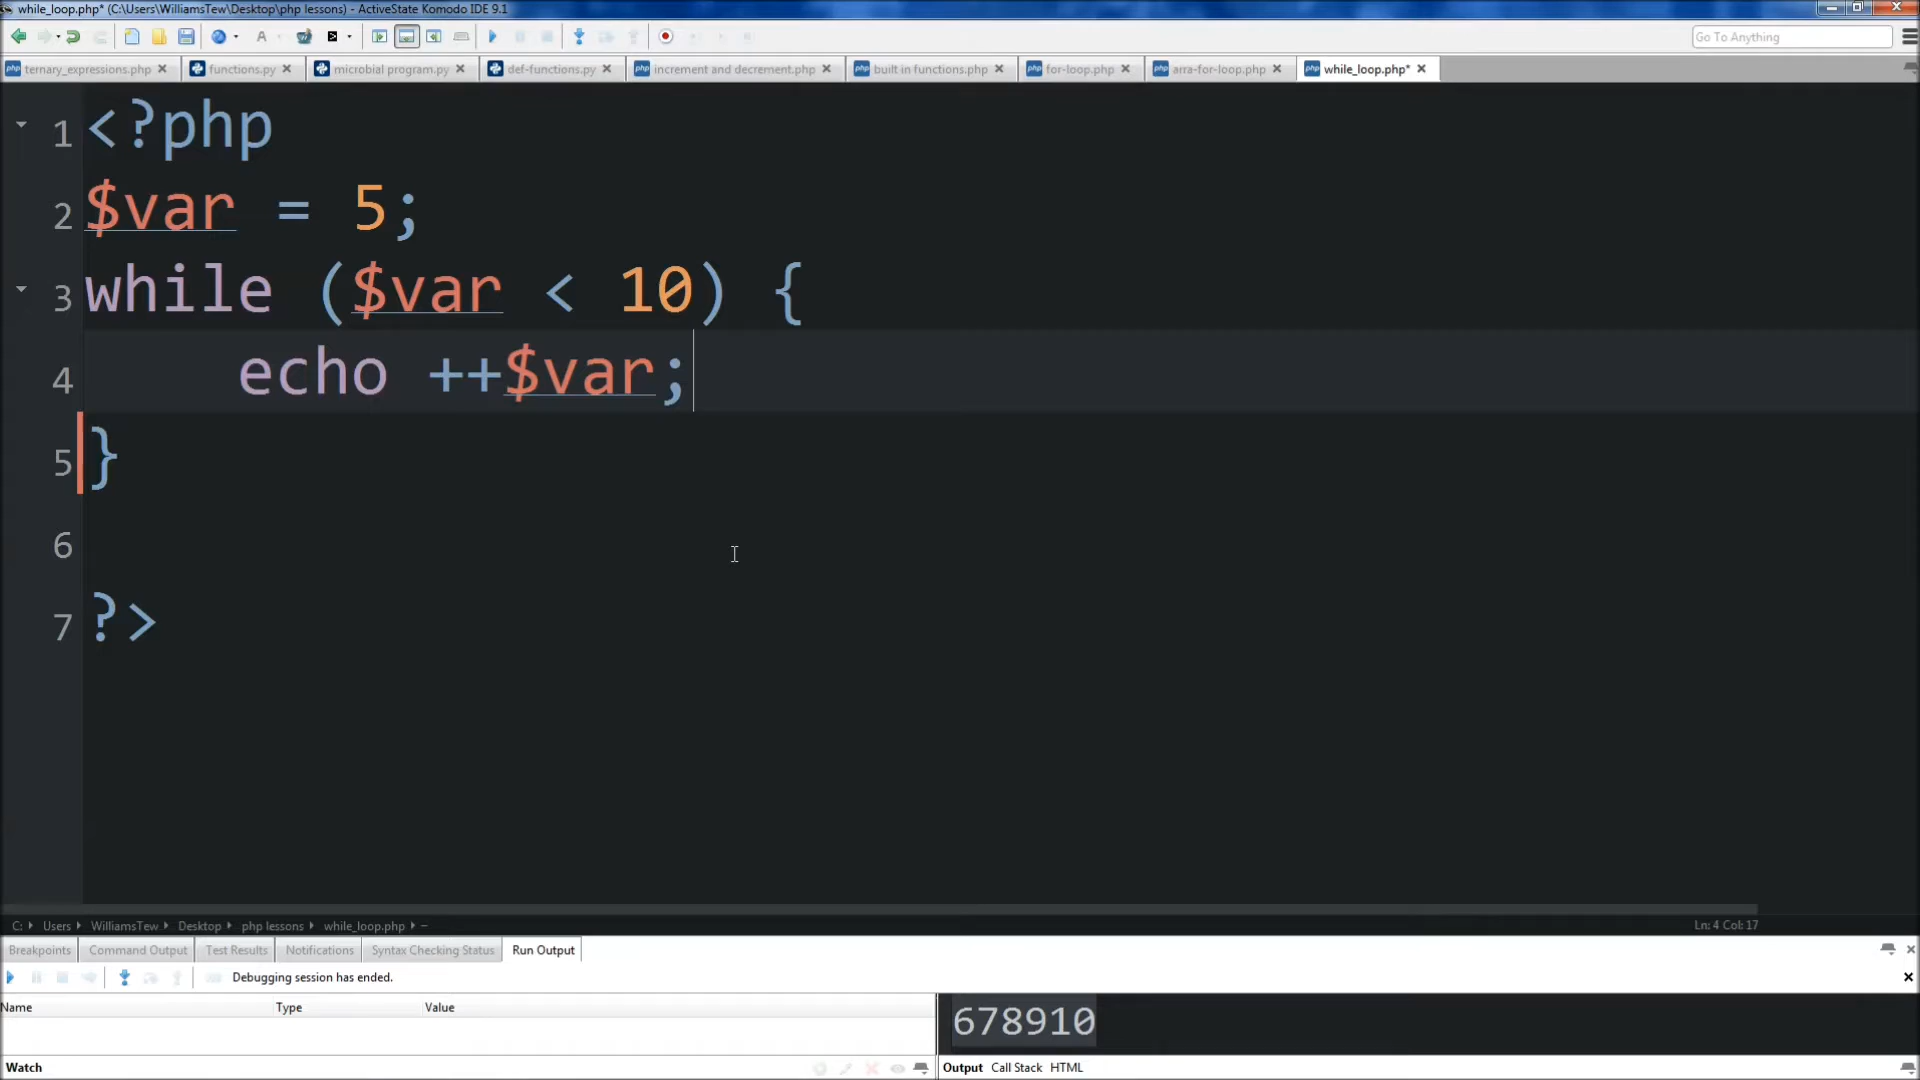 while_loop.php* (C:\Users\WilliamsTew\Desktop\php lessons) - ActiveState Komodo IDE 9.1
Go To Anything
ternary_expressions.php functions.py microbial program.py def-functions.py increment and decrement.php built in functions.php for-loop.php arra-for-loop.php while_loop.php*
1 <?php
2 $var = 5;
3 while ($var < 10) {
4 echo ++$var;
5 }
6
7 ?>
C: Users WilliamsTew Desktop php lessons while_loop.php – Ln: 4 Col: 17
Breakpoints Command Output Test Results Notifications Syntax Checking Status Run Output
Debugging session has ended.
Name Type Value
678910
Watch Output Call Stack HTML